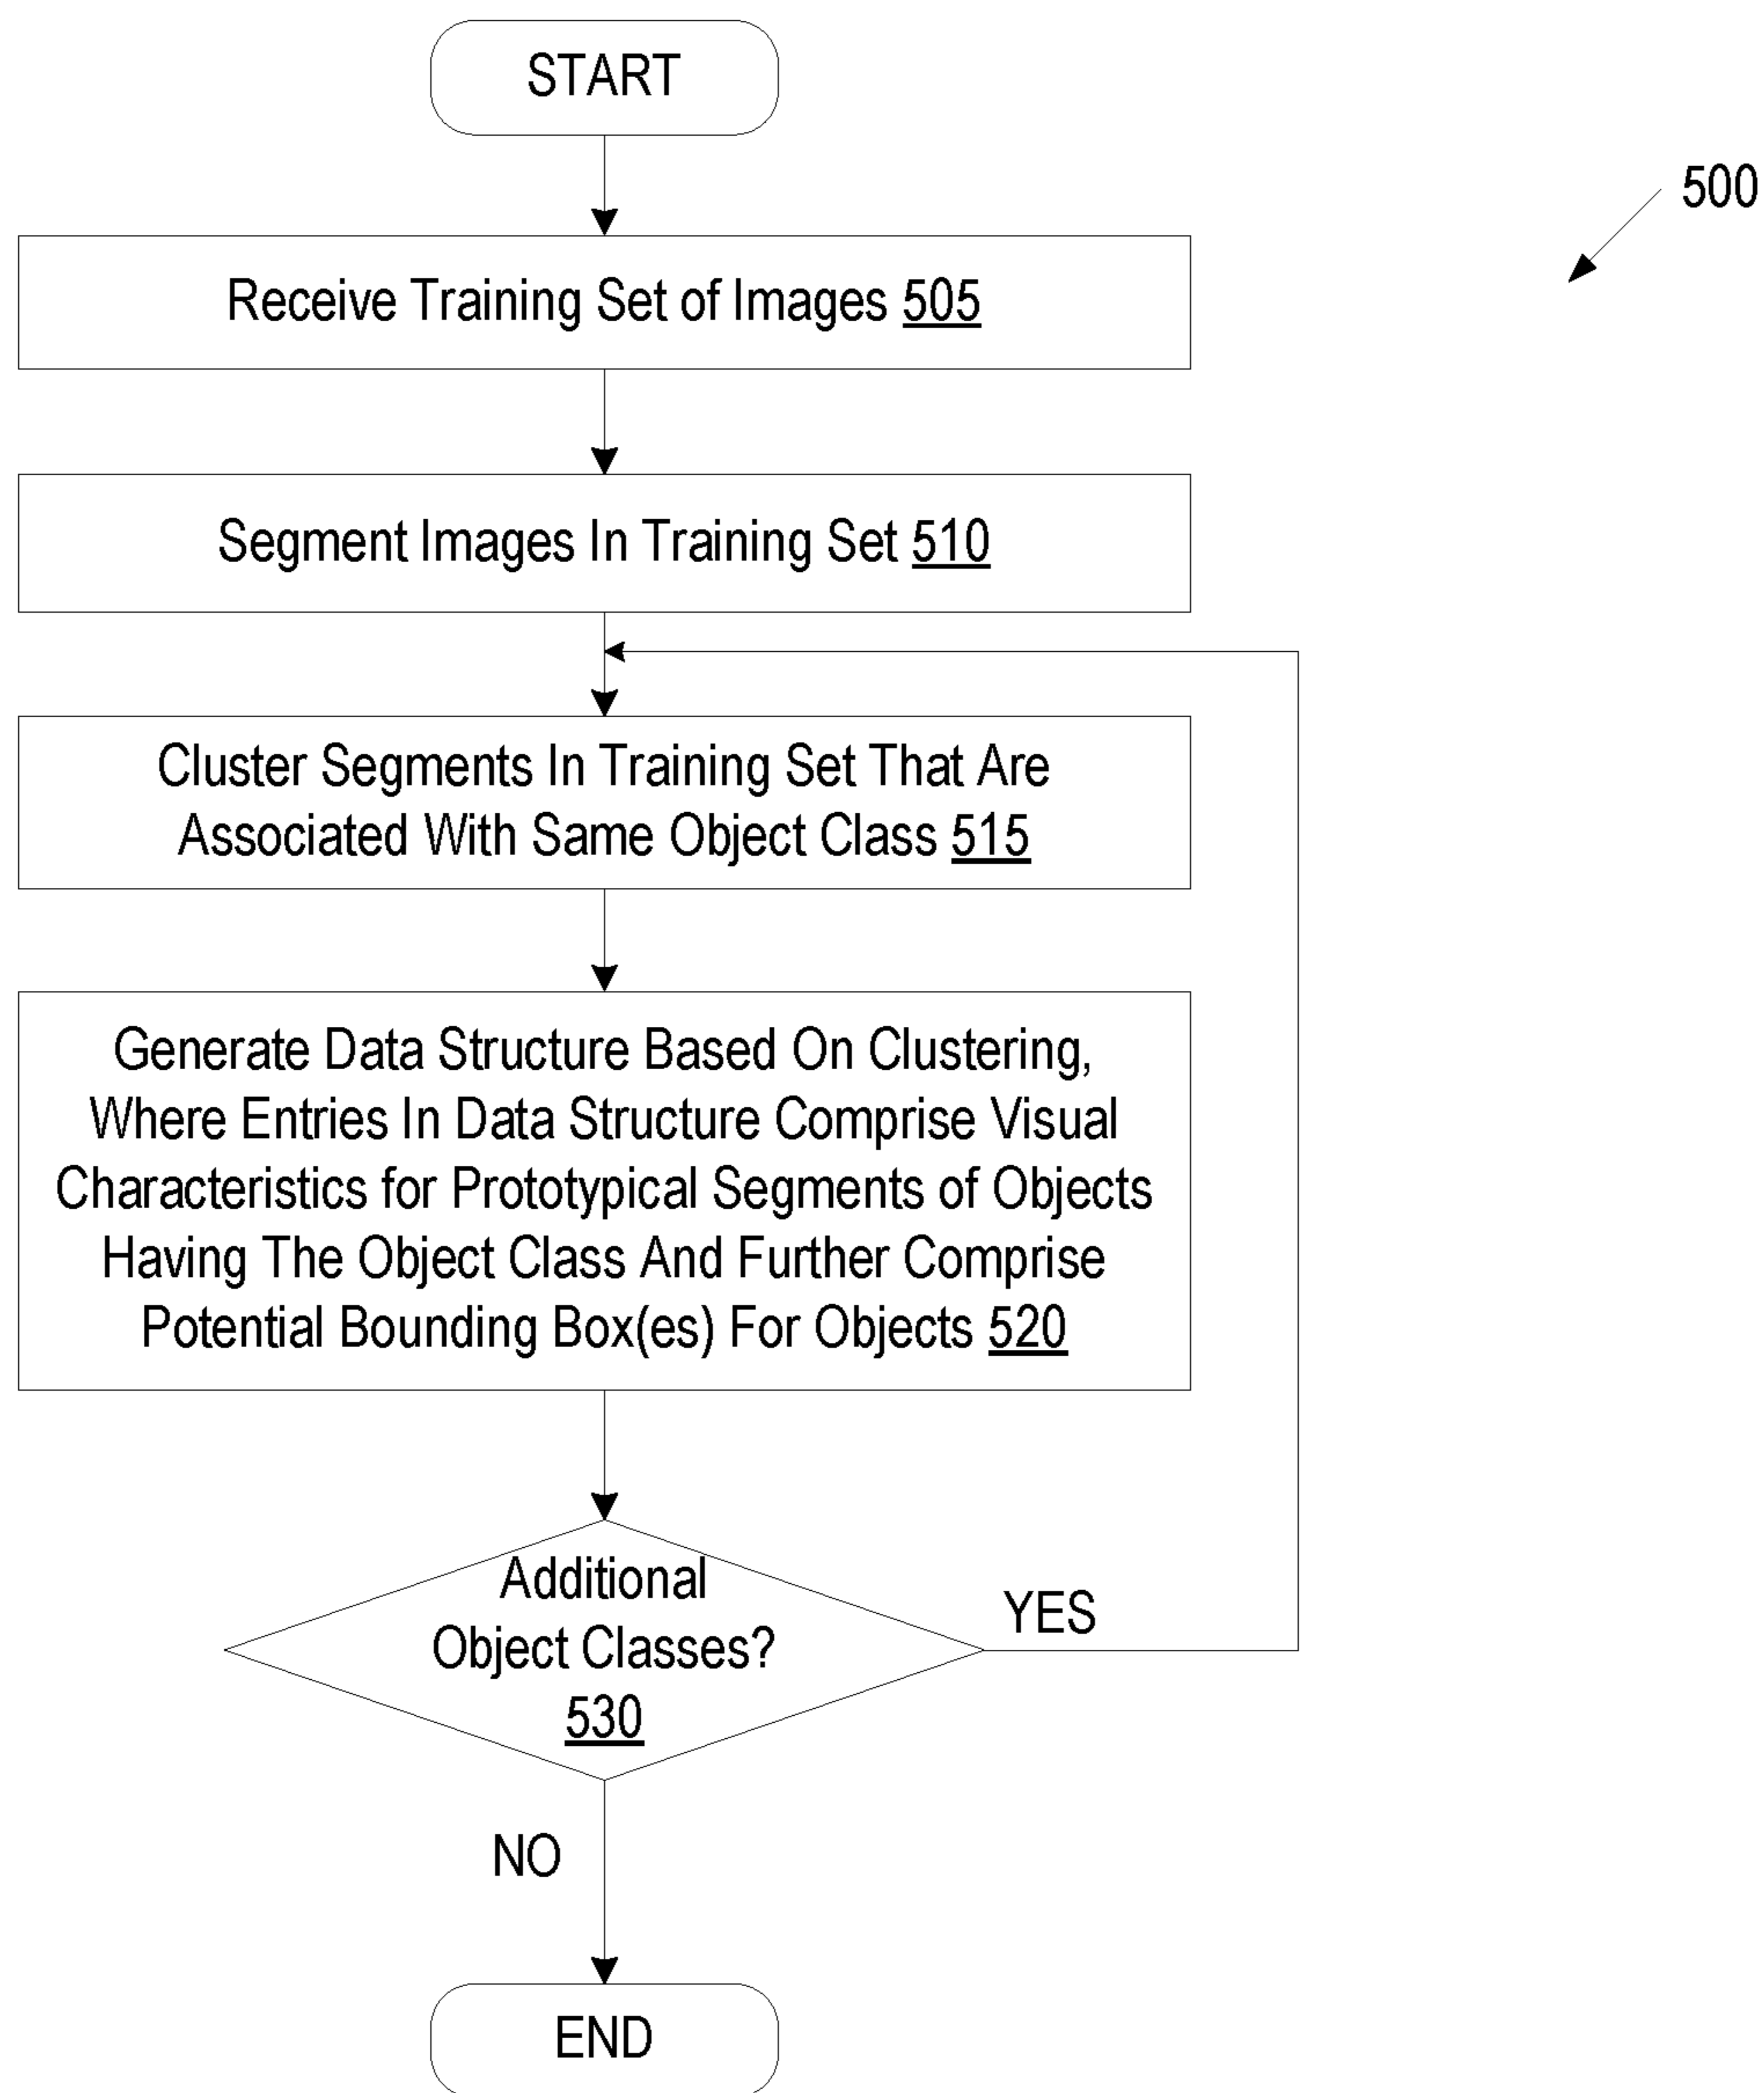 START
500
Receive Training Set of Images 505
Segment Images In Training Set 510
Cluster Segments In Training Set That Are
Associated With Same Object Class 515
Generate Data Structure Based On Clustering,
Where Entries In Data Structure Comprise Visual
Characteristics for Prototypical Segments of Objects
Having The Object Class And Further Comprise
Potential Bounding Box(es) For Objects 520
Additional
Object Classes?
530
YES
NO
END